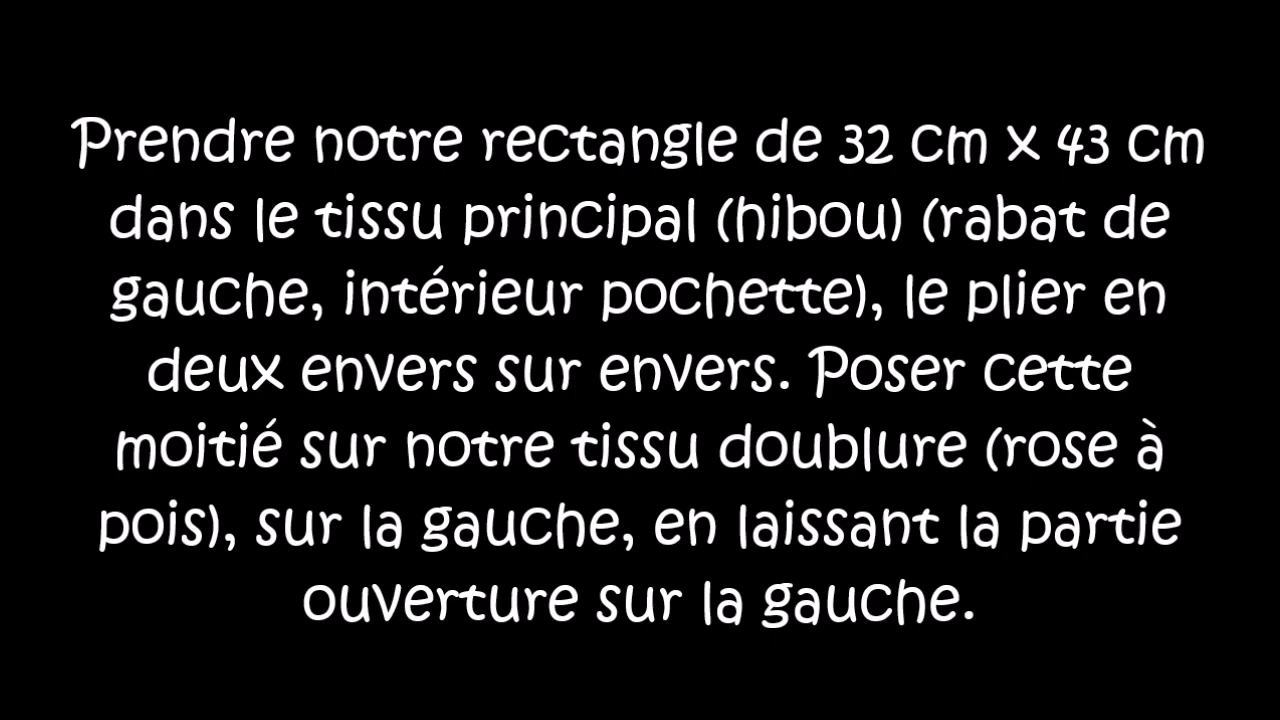 Prendre notre rectangle de 32 cm x 43 cm
dans le tissu principal (hibou) (rabat de
gauche, intérieur pochette), le plier en
deux envers sur envers. Poser cette
moitié sur notre tissu doublure (rose à
pois), sur la gauche, en laissant la partie
ouverture sur la gauche.